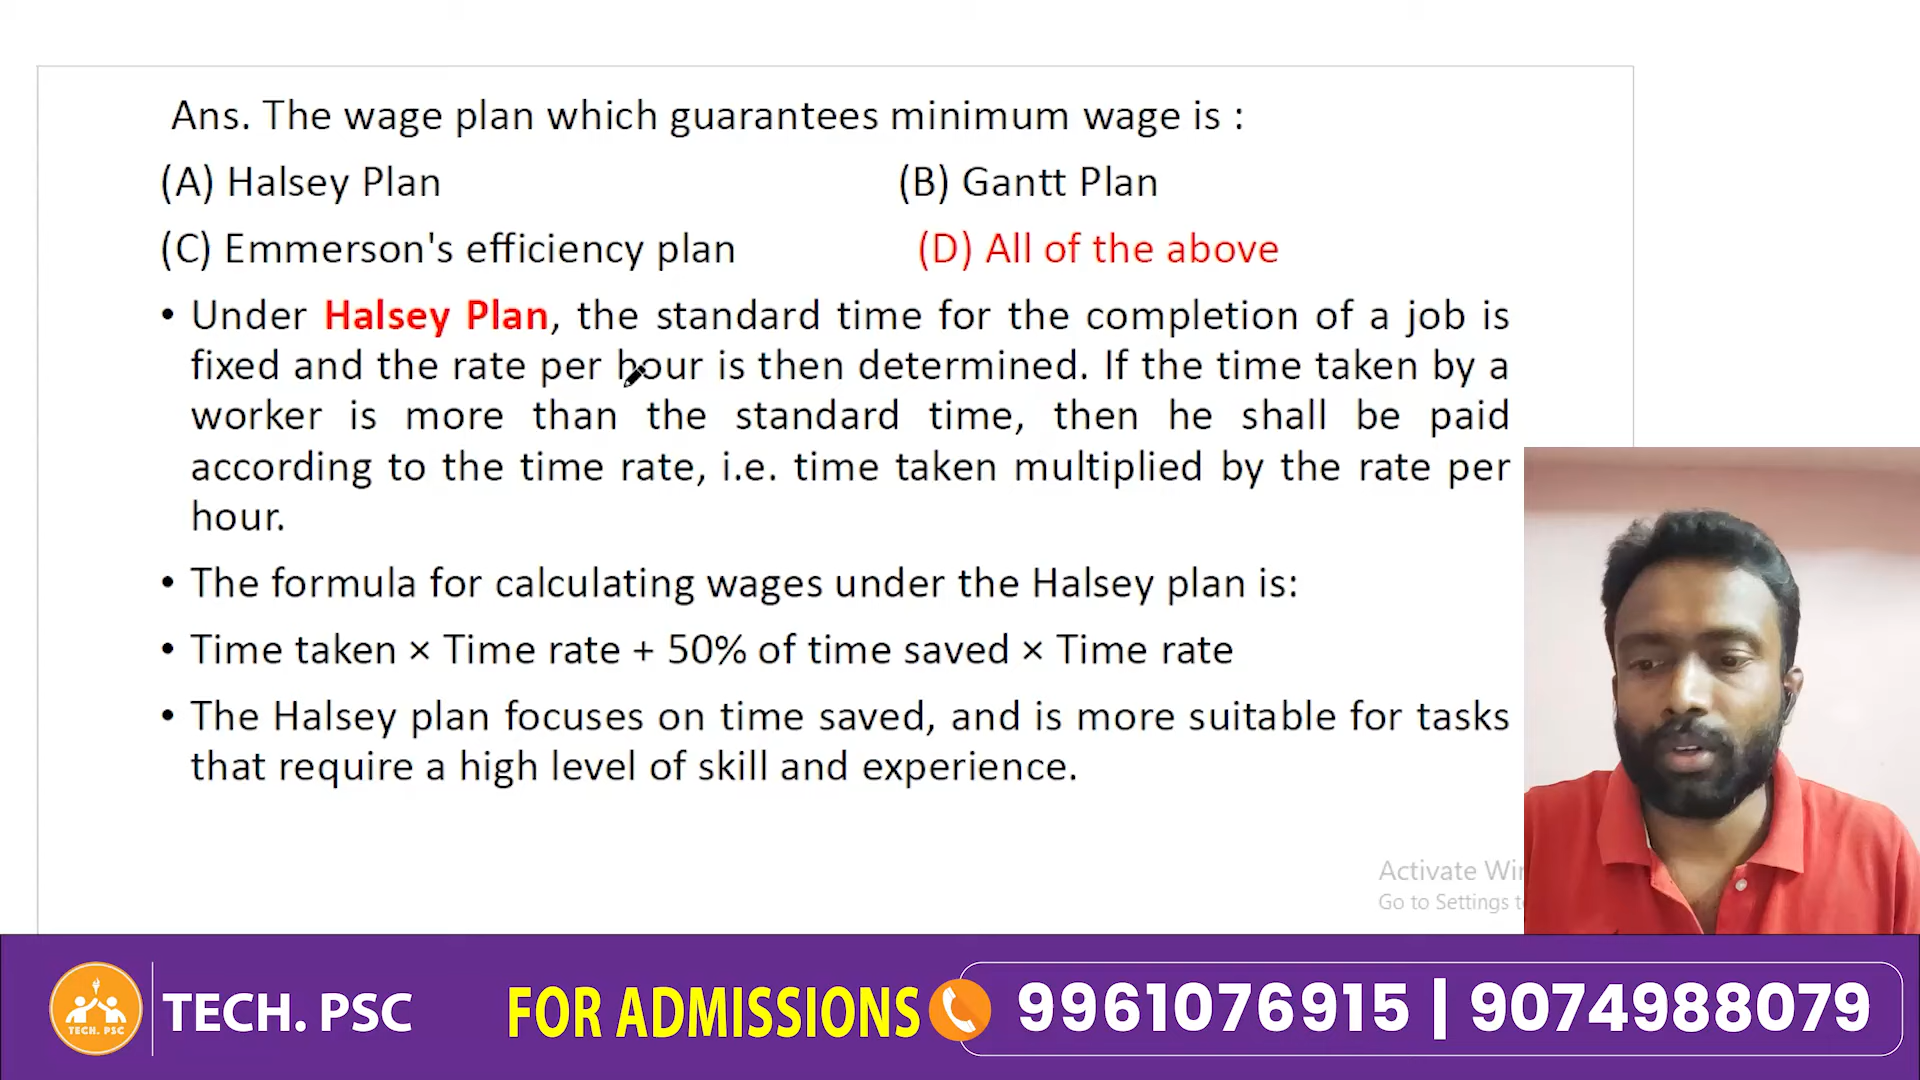 Ans. The wage plan which guarantees minimum wage is :
(A) Halsey Plan (B) Gantt Plan
(C) Emmerson's efficiency plan (D) All of the above
• Under Halsey Plan, the standard time for the completion of a job is
fixed and the rate per hour is then determined. If the time taken by a
worker is more than the standard time, then he shall be paid
according to the time rate, i.e. time taken multiplied by the rate per
hour.
• The formula for calculating wages under the Halsey plan is:
• Time taken × Time rate + 50% of time saved × Time rate
• The Halsey plan focuses on time saved, and is more suitable for tasks
that require a high level of skill and experience.
Activate
Go to Settings
TECH. PSC
TECH. PSC
FOR ADMISSIONS
9961076915 | 9074988079